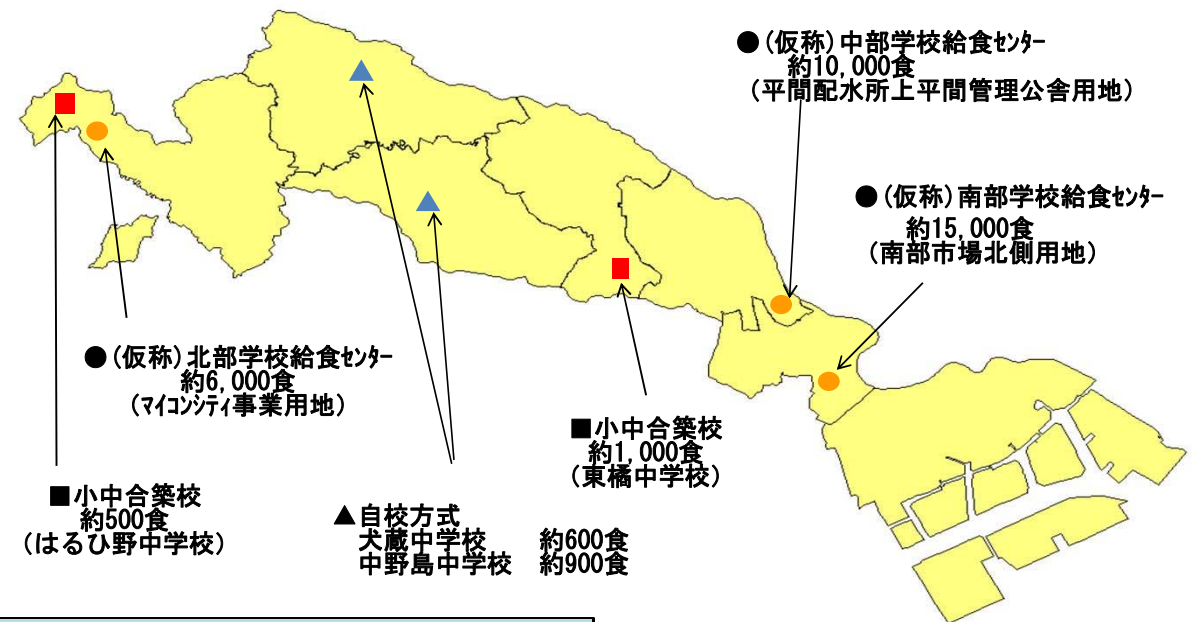 ●(仮称)中部学校給食ｾﾝﾀｰ
約10,000食
(平間配水所上平間管理公舎用地)
●(仮称)南部学校給食ｾﾝﾀｰ
約15,000食
(南部市場北側用地)
●(仮称)北部学校給食ｾﾝﾀｰ
約6,000食
(ﾏｲｺﾝｼﾃｨ事業用地)
■小中合築校
約1,000食
(東橘中学校)
■小中合築校
約500食
(はるひ野中学校)
▲自校方式
犬蔵中学校 約600食
中野島中学校 約900食